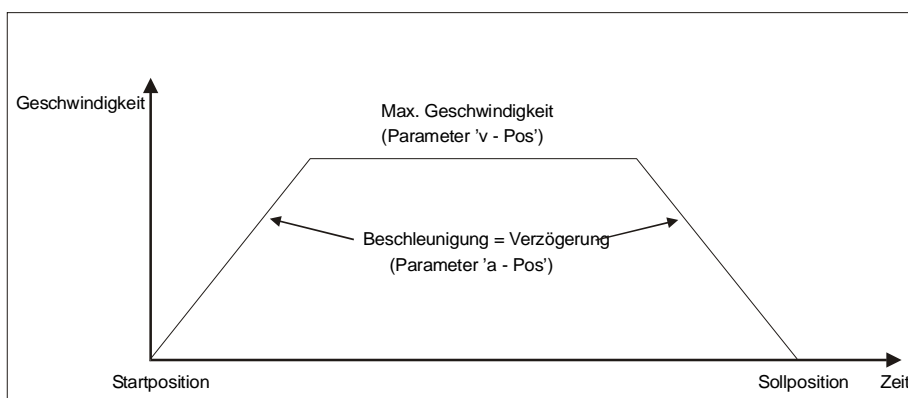 Geschwindigkeit
Max. Geschwindigkeit
(Parameter 'v - Pos')
Beschleunigung = Verzögerung
(Parameter 'a - Pos')
Startposition
Sollposition
Zeit